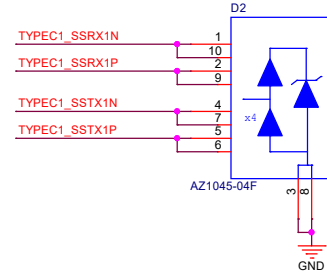 D2
TYPEC1_SSRX1N
1
10
TYPEC1_SSRX1P
2
9
TYPEC1_SSTX1N
4
7
x4
TYPEC1_SSTX1P
5
6
AZ1045-04F
3
8
GND